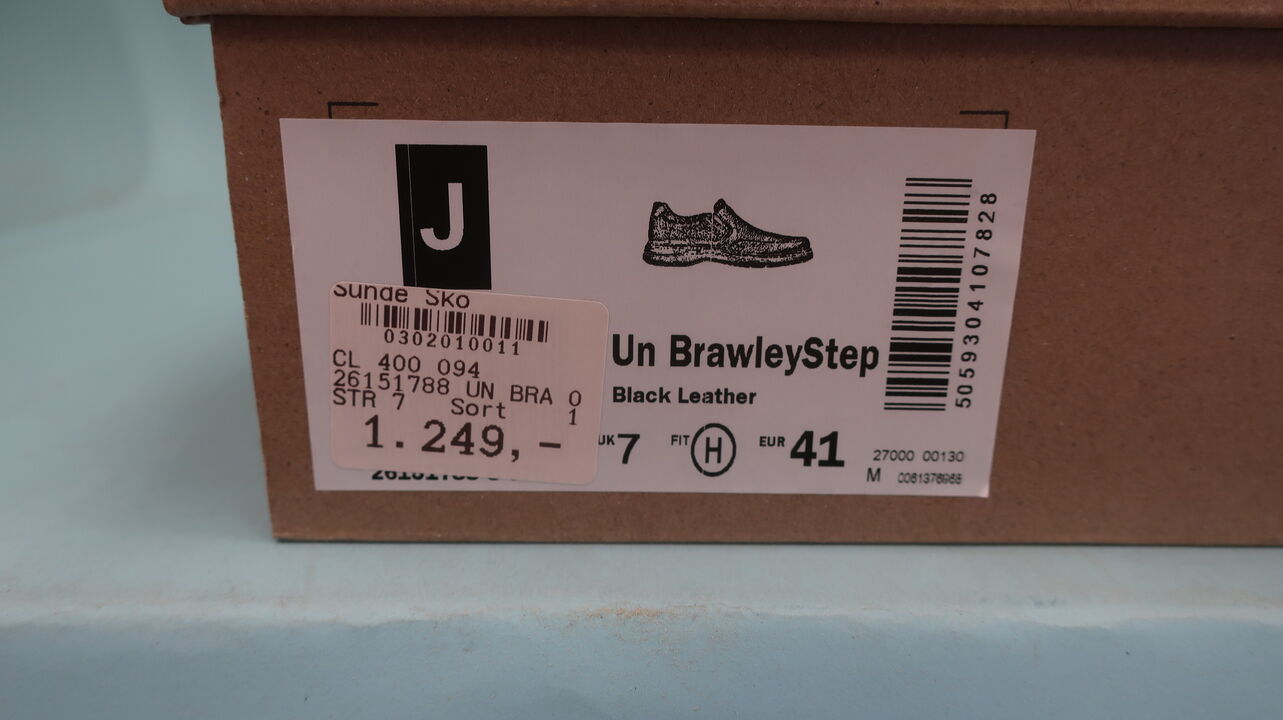 J
Sunde Sko
0302010011
CL 400 094
26151788 UN BRA 0
STR 7 Sort 1
1.249,-
Un BrawleyStep
Black Leather
UK 7 FIT H EUR 41
27000 00130
M 0061376968
5059304107828